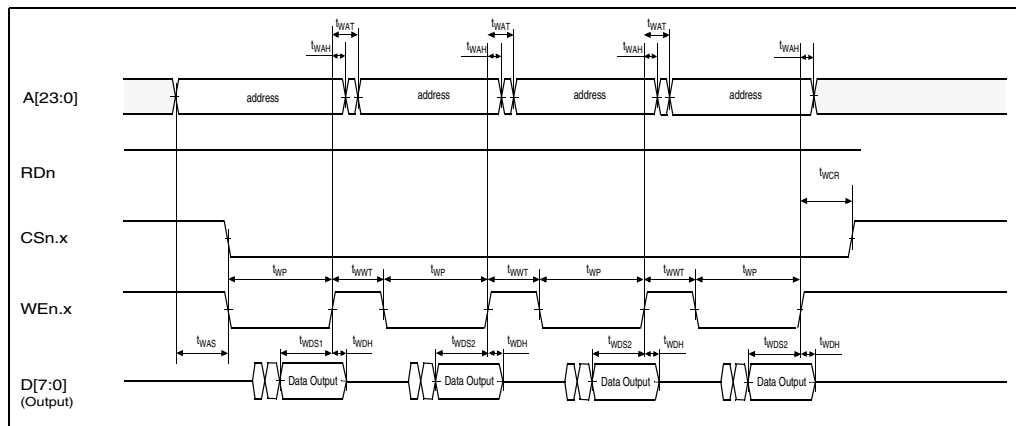 tWAT tWAT tWAT
tWAH tWAH tWAH tWAH
A[23:0] address address address address
RDn
tWCR
CSn.x
tWP tWWT tWP tWWT tWP tWWT tWP
WEn.x
tWAS tWDS1 tWDH tWDS2 tWDH tWDS2 tWDH tWDS2 tWDH
D[7:0] Data Output Data Output Data Output Data Output
(Output)